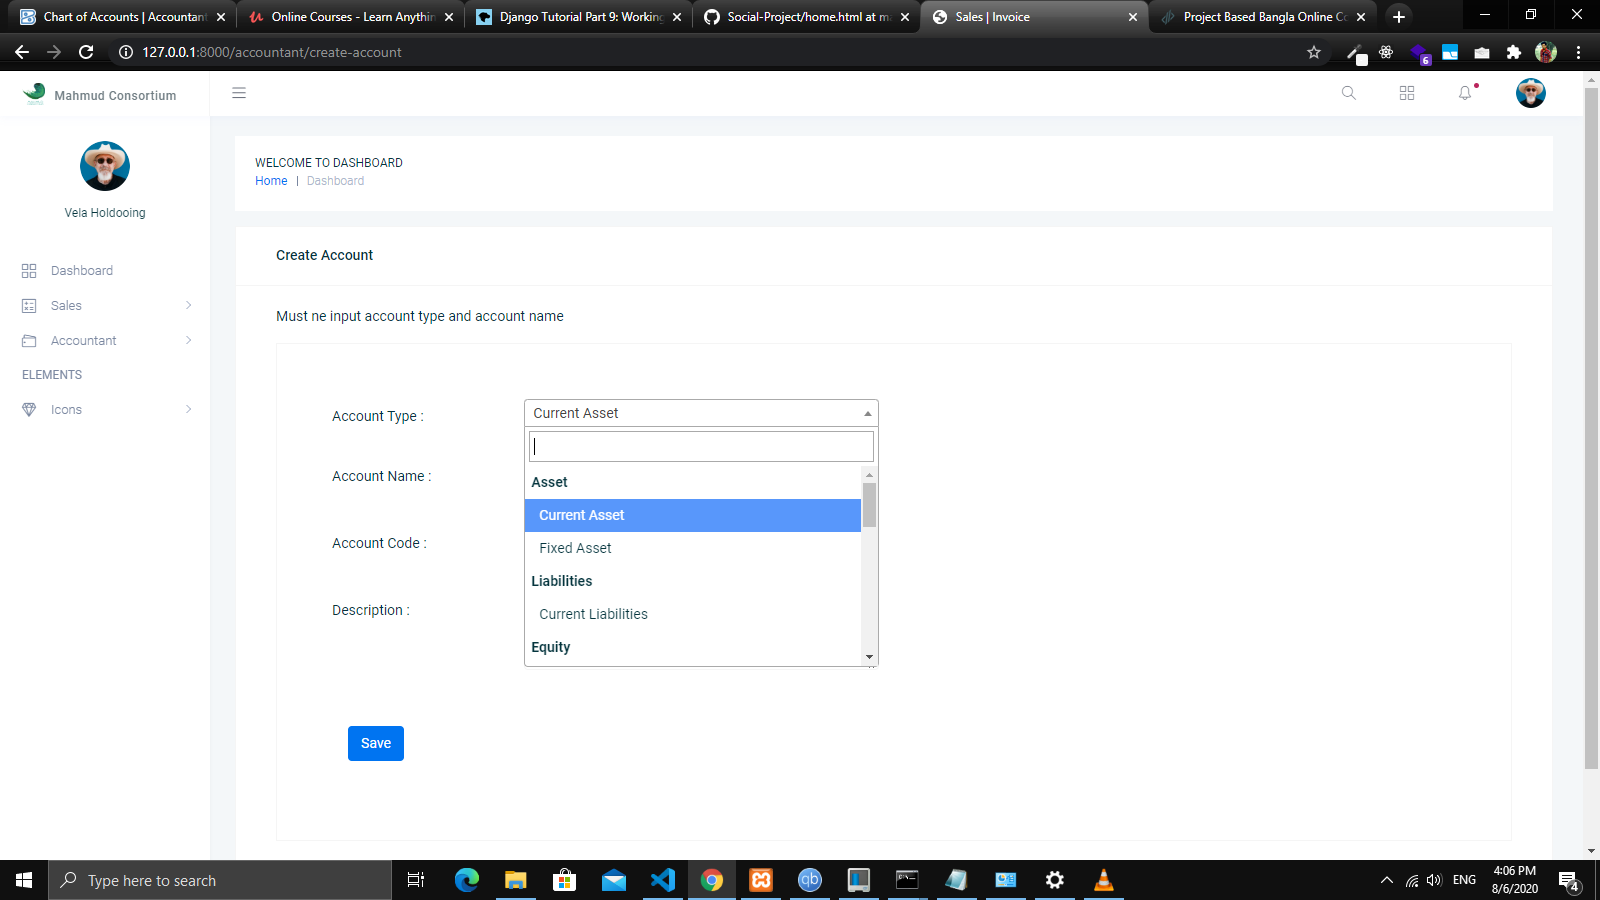 Chart of Accounts | Accountant
Online Courses - Learn Anythin
Django Tutorial Part 9: Working
Social-Project/home.html at ma
Sales | Invoice
Project Based Bangla Online Co
127.0.0.1:8000/accountant/create-account
6
Mahmud Consortium
Vela Holdooing
Dashboard
Sales
Accountant
ELEMENTS
Icons
WELCOME TO DASHBOARD
Home | Dashboard
Create Account
Must ne input account type and account name
Account Type :
Current Asset
Asset
Current Asset
Fixed Asset
Liabilities
Current Liabilities
Equity
Account Name :
Account Code :
Description :
Save
Type here to search
qb
ENG
4:06 PM
8/6/2020
4